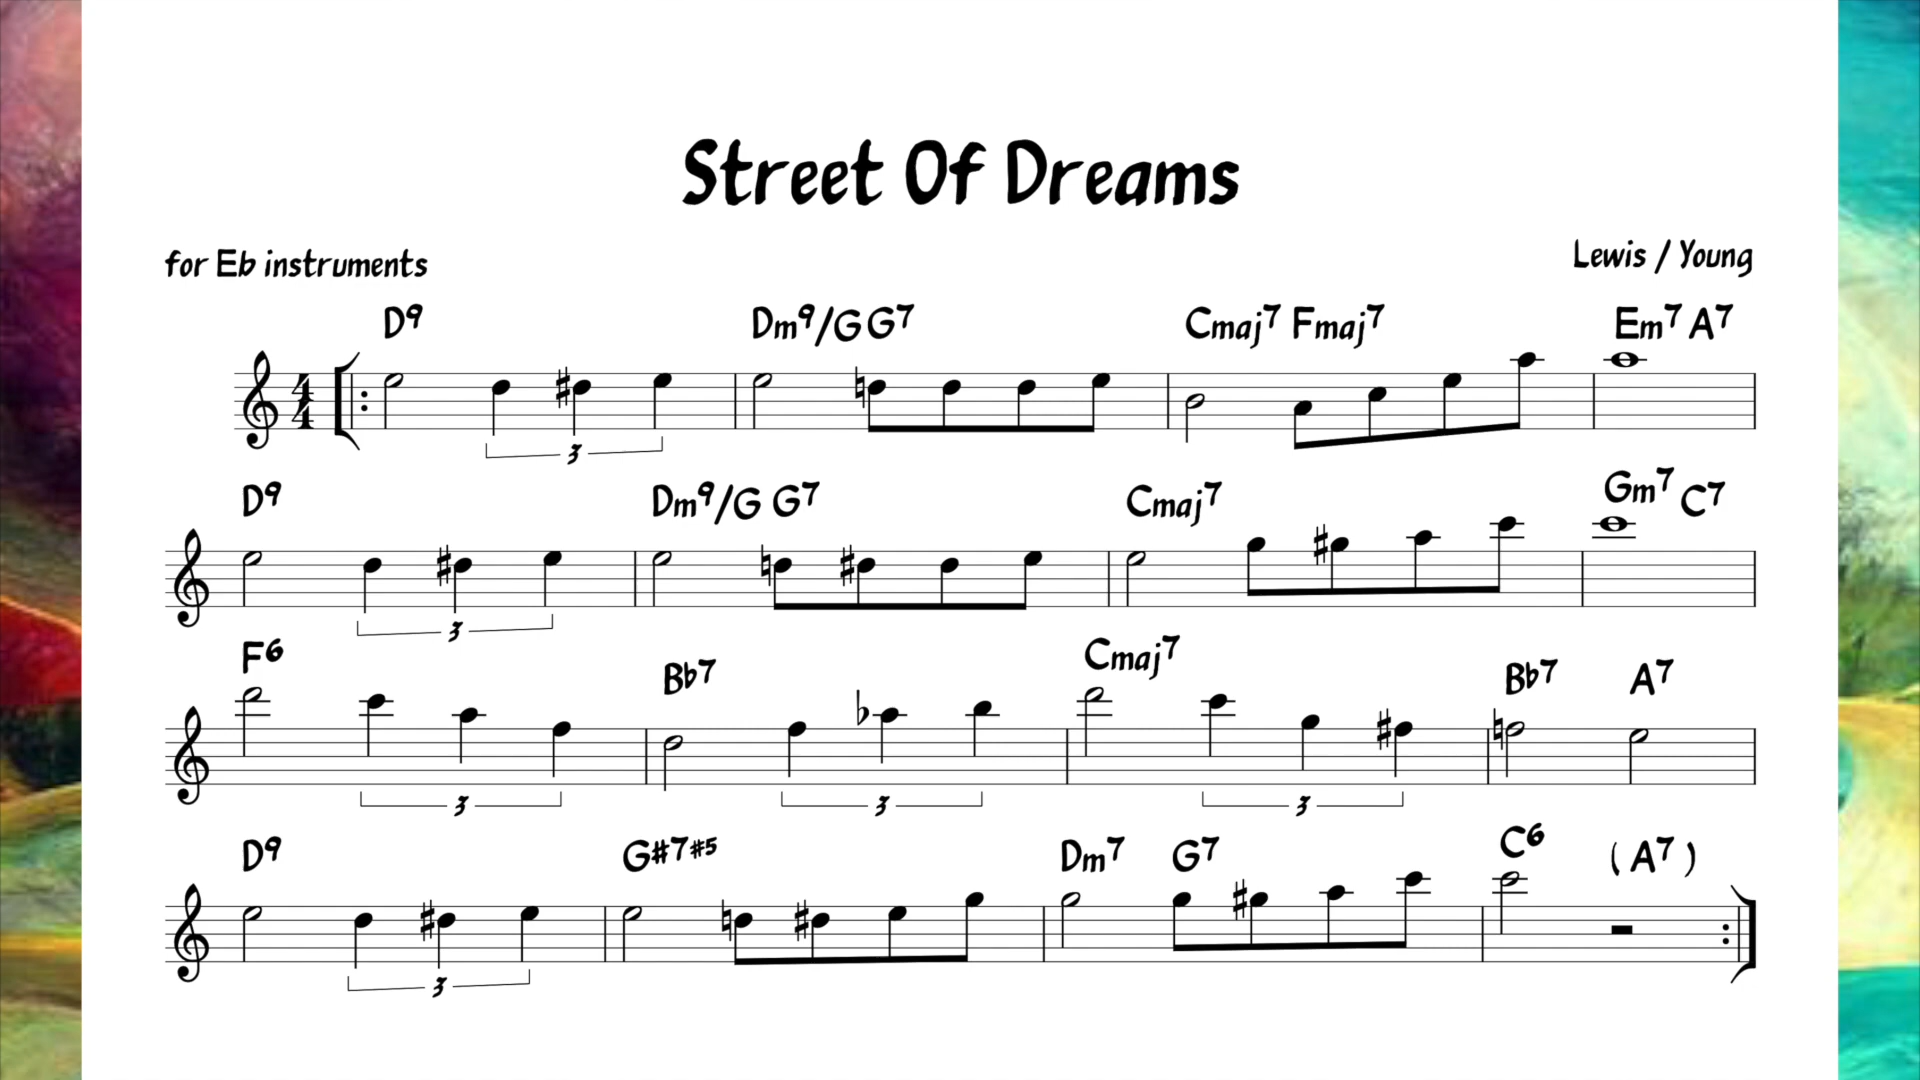 Street Of Dreams
for Eb instruments
Lewis / Young
D9 Dm9/G G7 Cmaj7 Fmaj7 Em7 A7
4
4
3
D9 Dm9/G G7 Cmaj7 Gm7 C7
3
F6 Bb7 Cmaj7 Bb7 A7
3 3 3
D9 G#7#5 Dm7 G7 C6 ( A7 )
3